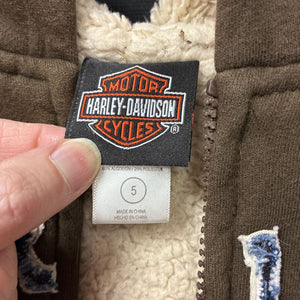 MOTOR
HARLEY-DAVIDSON
CYCLES
®
5
MADE IN CHINA
HECHO EN CHINA